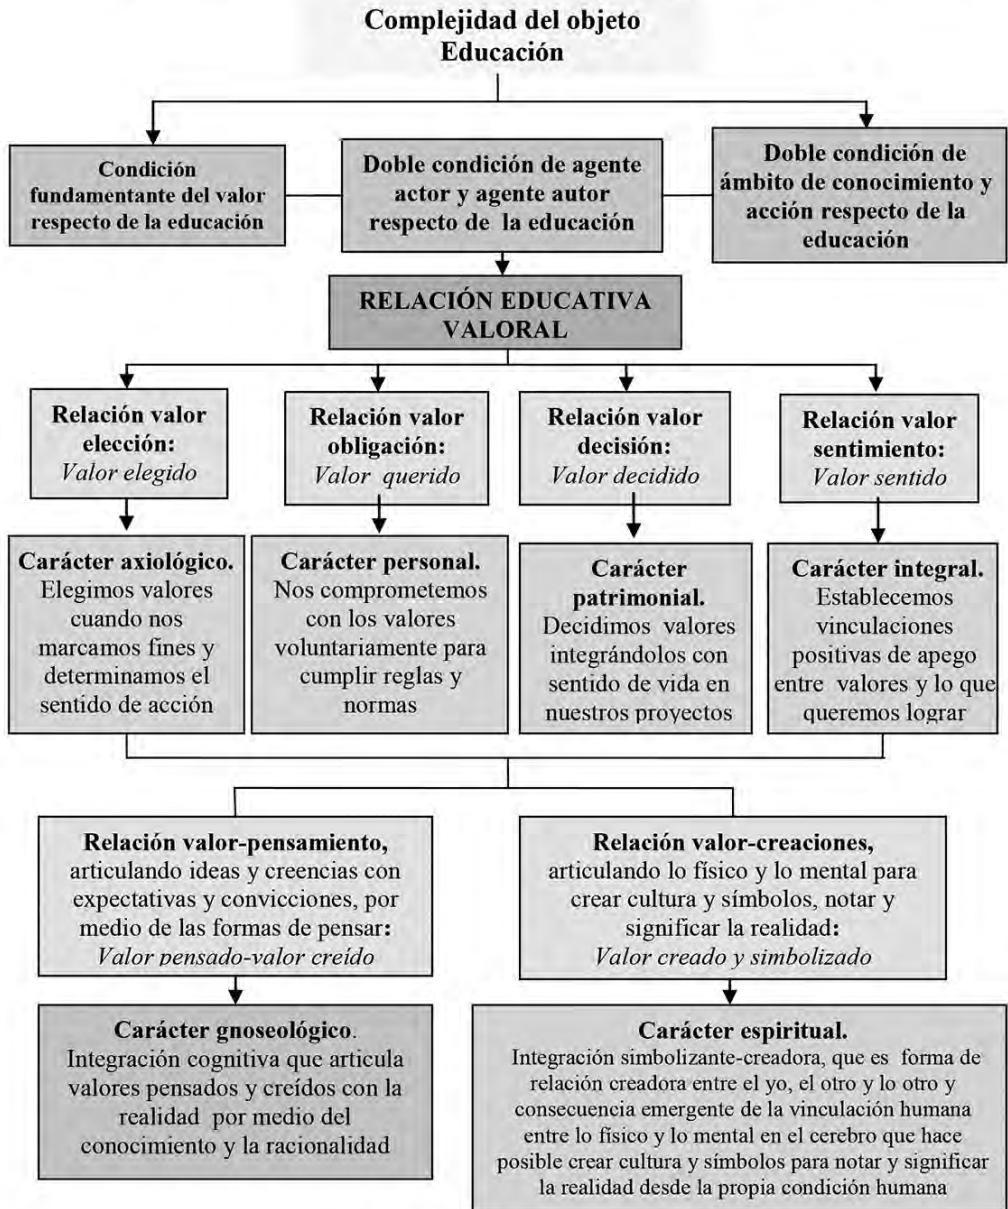 Complejidad del objeto
Educación
Condición
fundamentante del valor
respecto de la educación
Doble condición de agente
actor y agente autor
respecto de la educación
Doble condición de
ámbito de conocimiento y
acción respecto de la
educación
RELACIÓN EDUCATIVA
VALORAL
Relación valor
elección:
Valor elegido
Relación valor
obligación:
Valor querido
Relación valor
decisión:
Valor decidido
Relación valor
sentimiento:
Valor sentido
Carácter axiológico.
Elegimos valores
cuando nos
marcamos fines y
determinamos el
sentido de acción
Carácter personal.
Nos comprometemos
con los valores
voluntariamente para
cumplir reglas y
normas
Carácter
patrimonial.
Decidimos valores
integrándolos con
sentido de vida en
nuestros proyectos
Carácter integral.
Establecemos
vinculaciones
positivas de apego
entre valores y lo que
queremos lograr
Relación valor-pensamiento,
articulando ideas y creencias con
expectativas y convicciones, por
medio de las formas de pensar:
Valor pensado-valor creído
Relación valor-creaciones,
articulando lo físico y lo mental para
crear cultura y símbolos, notar y
significar la realidad:
Valor creado y simbolizado
Carácter gnoseológico.
Integración cognitiva que articula
valores pensados y creídos con la
realidad por medio del
conocimiento y la racionalidad
Carácter espiritual.
Integración simbolizante-creadora, que es forma de
relación creadora entre el yo, el otro y lo otro y
consecuencia emergente de la vinculación humana
entre lo físico y lo mental en el cerebro que hace
posible crear cultura y símbolos para notar y significar
la realidad desde la propia condición humana